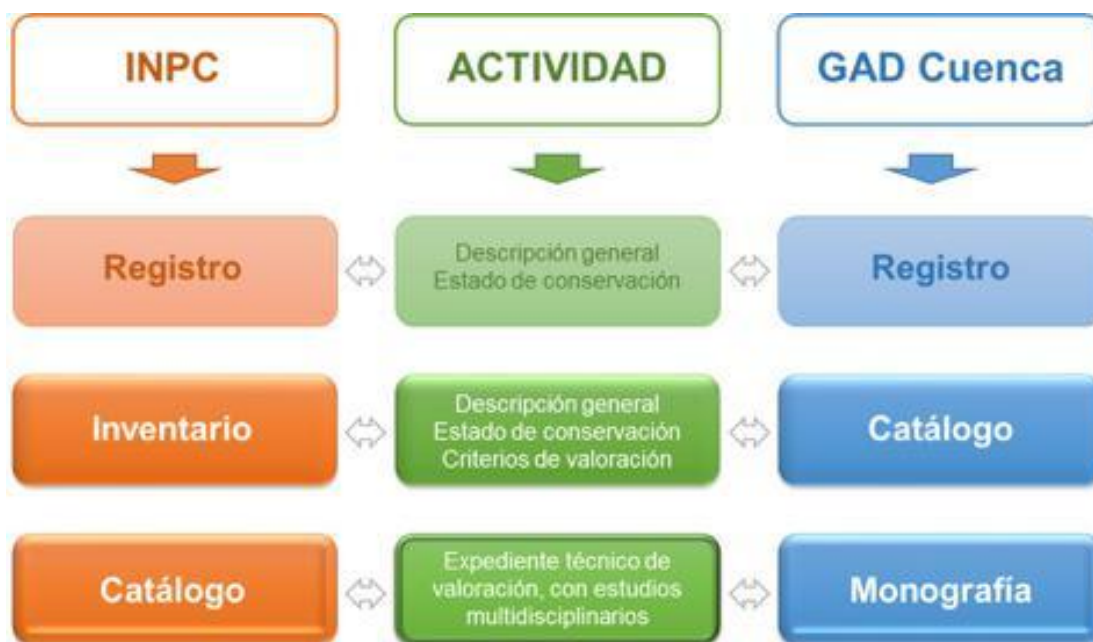 INPC
ACTIVIDAD
GAD Cuenca
Registro
Descripción general
Estado de conservación
Registro
Inventario
Descripción general
Estado de conservación
Criterios de valoración
Catálogo
Catálogo
Expediente técnico de
valoración, con estudios
multidisciplinarios
Monografía